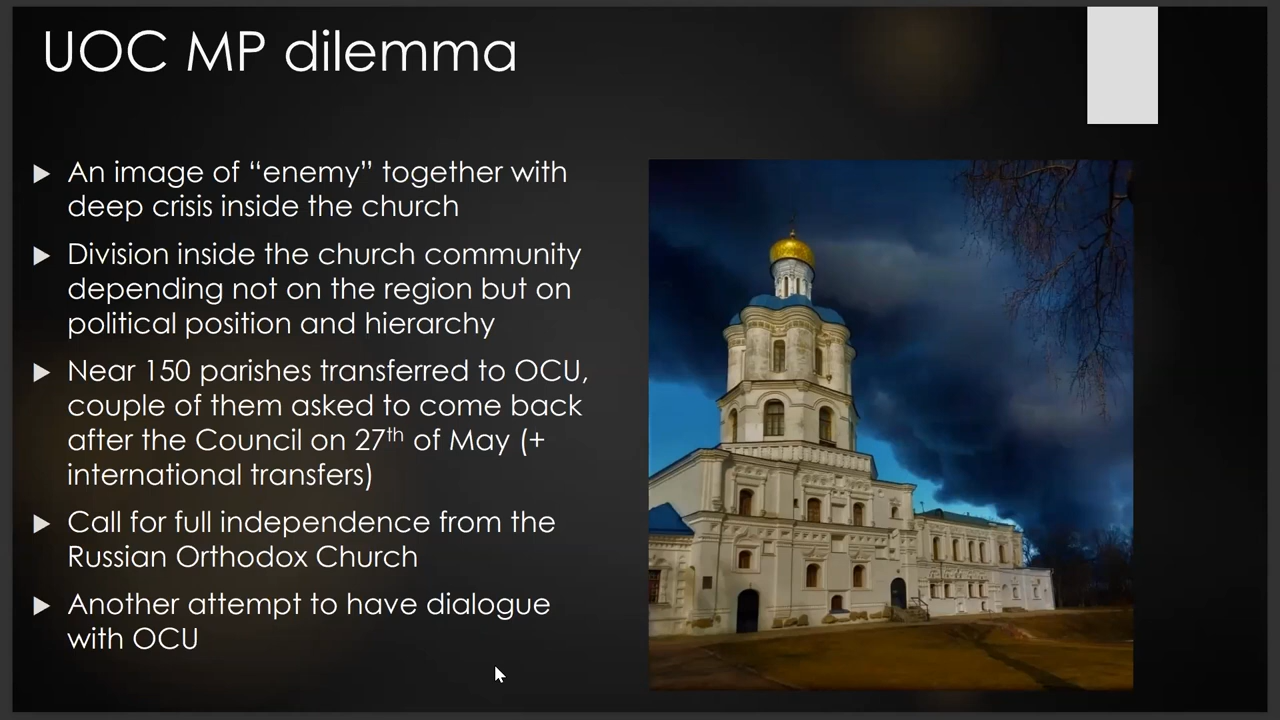 UOC MP dilemma
An image of “enemy” together with
deep crisis inside the church
Division inside the church community
depending not on the region but on
political position and hierarchy
Near 150 parishes transferred to OCU,
couple of them asked to come back
after the Council on 27th of May (+
international transfers)
Call for full independence from the
Russian Orthodox Church
Another attempt to have dialogue
with OCU